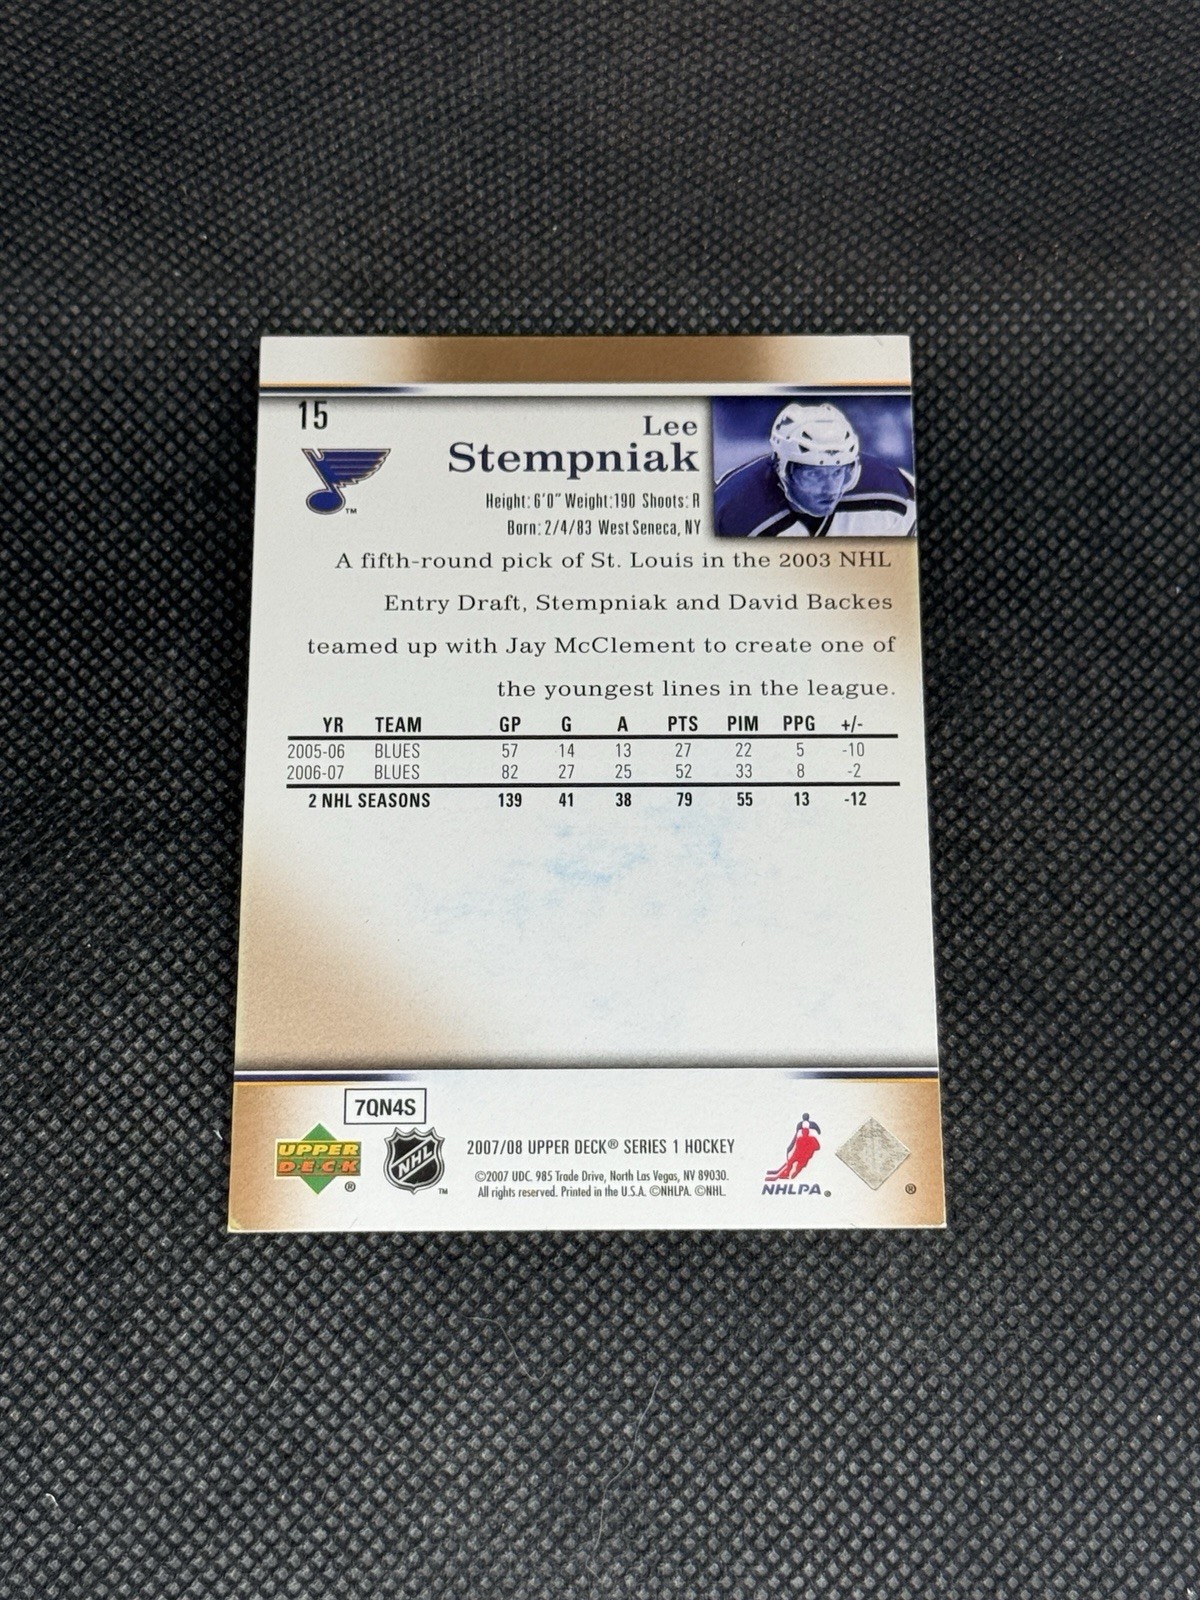 15
Lee
Stempniak
Height: 6'0" Weight:190 Shoots: R
Born: 2/4/83 West Seneca, NY
A fifth-round pick of St. Louis in the 2003 NHL
Entry Draft, Stempniak and David Backes
teamed up with Jay McClement to create one of
the youngest lines in the league.
YR TEAM GP G A PTS PIM PPG +/-
2005-06 BLUES 57 14 13 27 22 5 -10
2006-07 BLUES 82 27 25 52 33 8 -2
2 NHL SEASONS 139 41 38 79 55 13 -12
7QN4S
UPPER
DECK
®
NHL
™
2007/08 UPPER DECK® SERIES 1 HOCKEY
©2007 UDC. 985 Trade Drive, North Las Vegas, NV 89030.
All rights reserved. Printed in the U.S.A. ©NHLPA. ©NHL.
NHLPA®
®